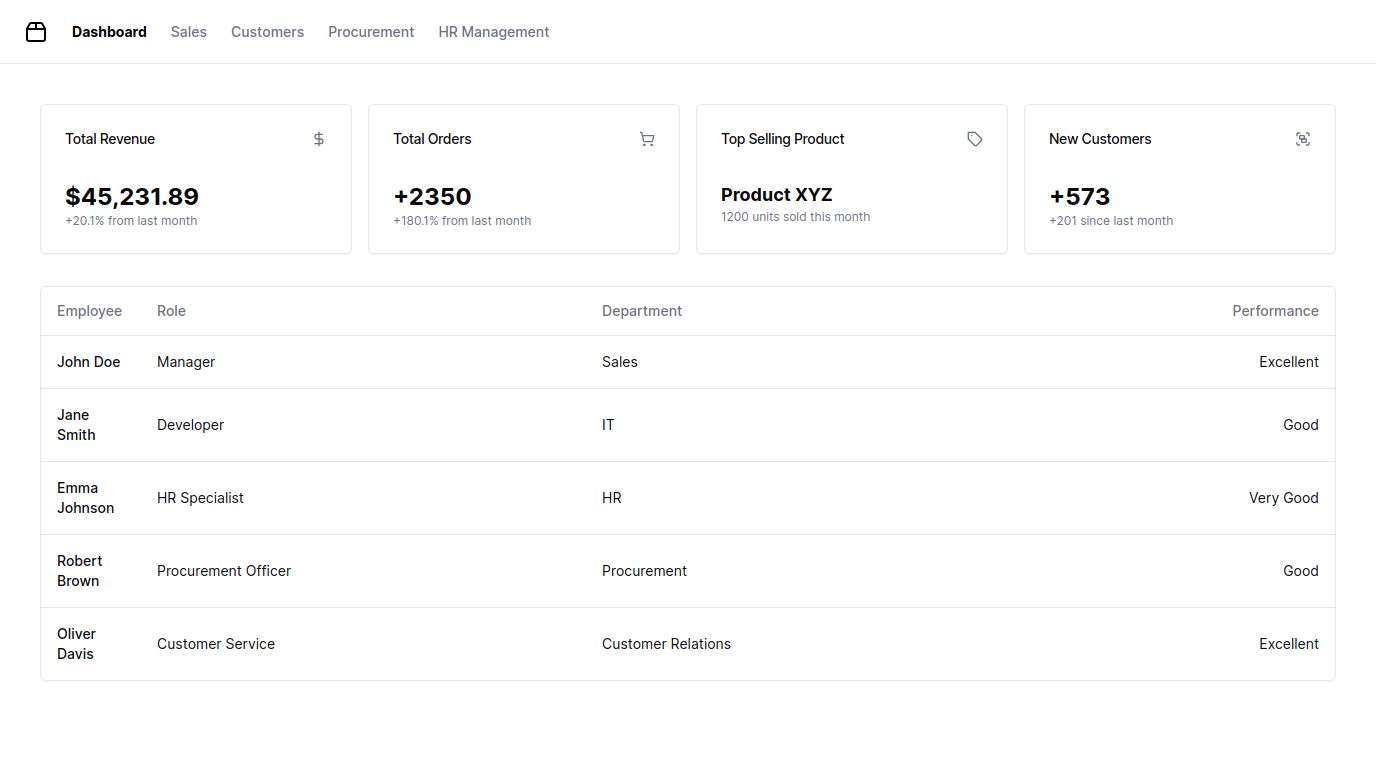 Dashboard Sales Customers Procurement HR Management
Total Revenue
$45,231.89
+20.1% from last month
Total Orders
+2350
+180.1% from last month
Top Selling Product
Product XYZ
1200 units sold this month
New Customers
+573
+201 since last month
Employee Role Department Performance
John Doe Manager Sales Excellent
Jane
Smith
Developer IT Good
Emma
Johnson
HR Specialist HR Very Good
Robert
Brown
Procurement Officer Procurement Good
Oliver
Davis
Customer Service Customer Relations Excellent